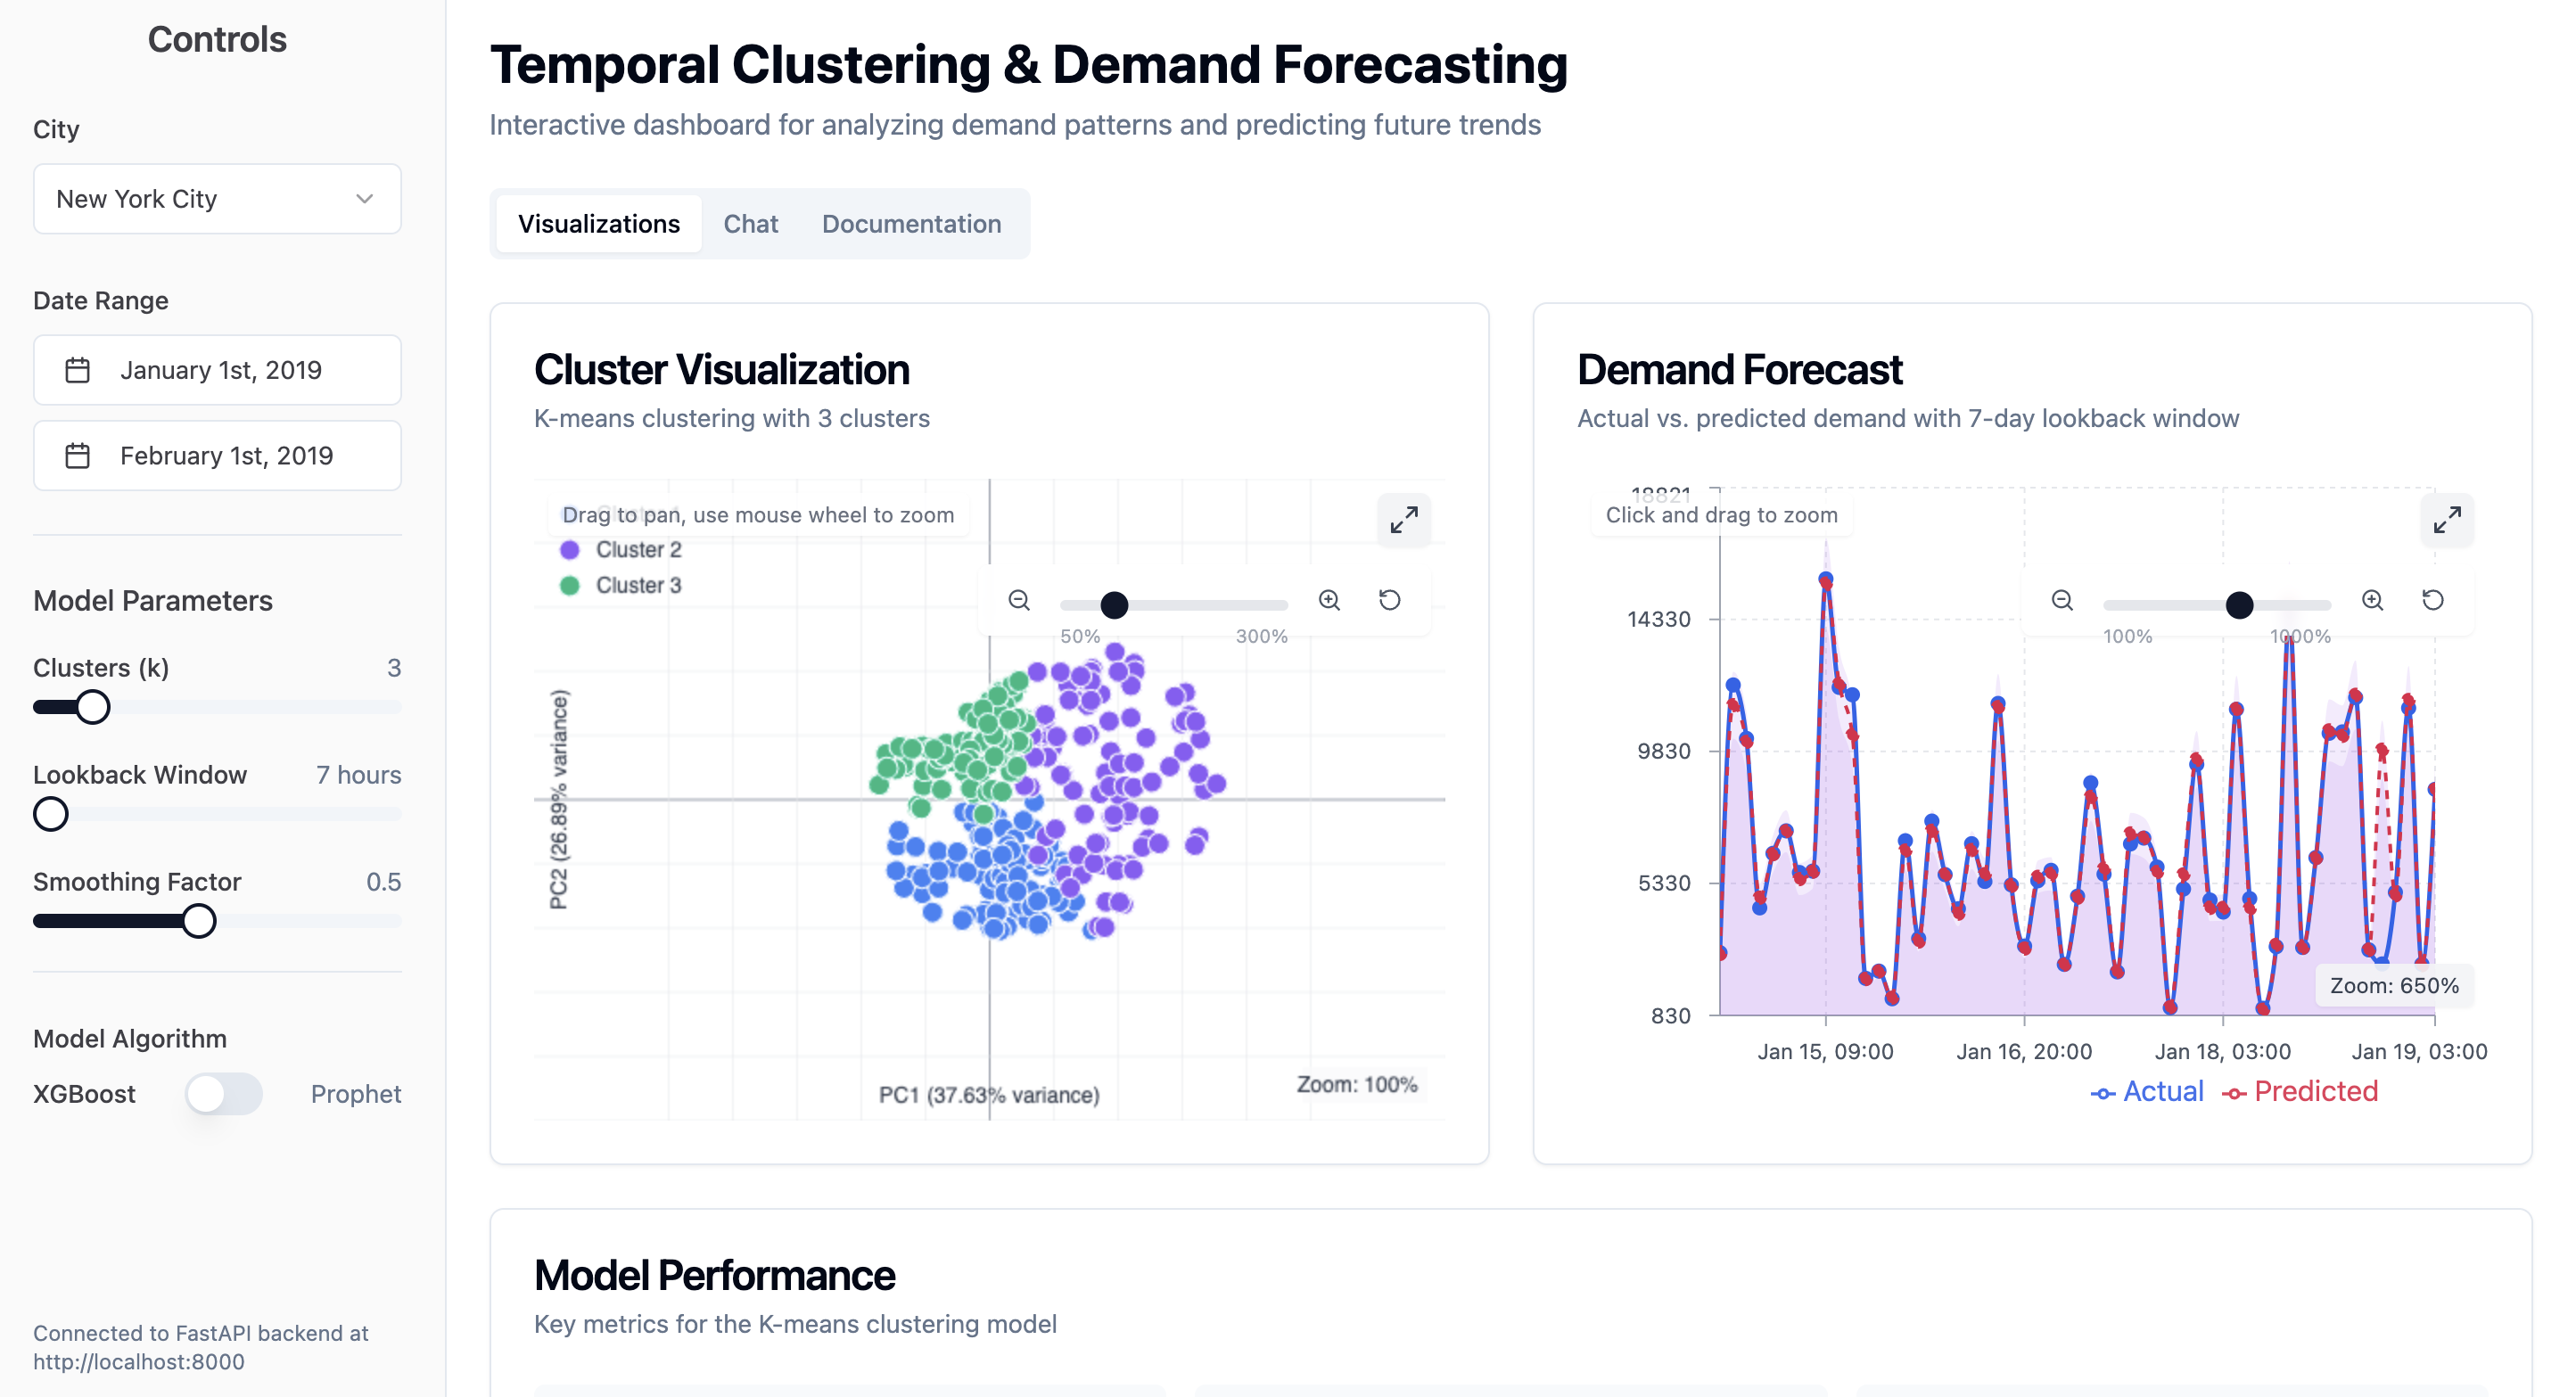 Controls
City
New York City
Date Range
January 1st, 2019
February 1st, 2019
Model Parameters
Clusters (k) 3
Lookback Window 7 hours
Smoothing Factor 0.5
Model Algorithm
XGBoost Prophet
Connected to FastAPI backend at
http://localhost:8000
Temporal Clustering & Demand Forecasting
Interactive dashboard for analyzing demand patterns and predicting future trends
Visualizations Chat Documentation
Cluster Visualization
K-means clustering with 3 clusters
Drag to pan, use mouse wheel to zoom
Cluster 2
Cluster 3
50% 300%
PC2 (26.89% variance)
PC1 (37.63% variance)
Zoom: 100%
Demand Forecast
Actual vs. predicted demand with 7-day lookback window
18821
Click and drag to zoom
100% 1000%
14330
9830
5330
830
Zoom: 650%
Jan 15, 09:00 Jan 16, 20:00 Jan 18, 03:00 Jan 19, 03:00
Actual Predicted
Model Performance
Key metrics for the K-means clustering model